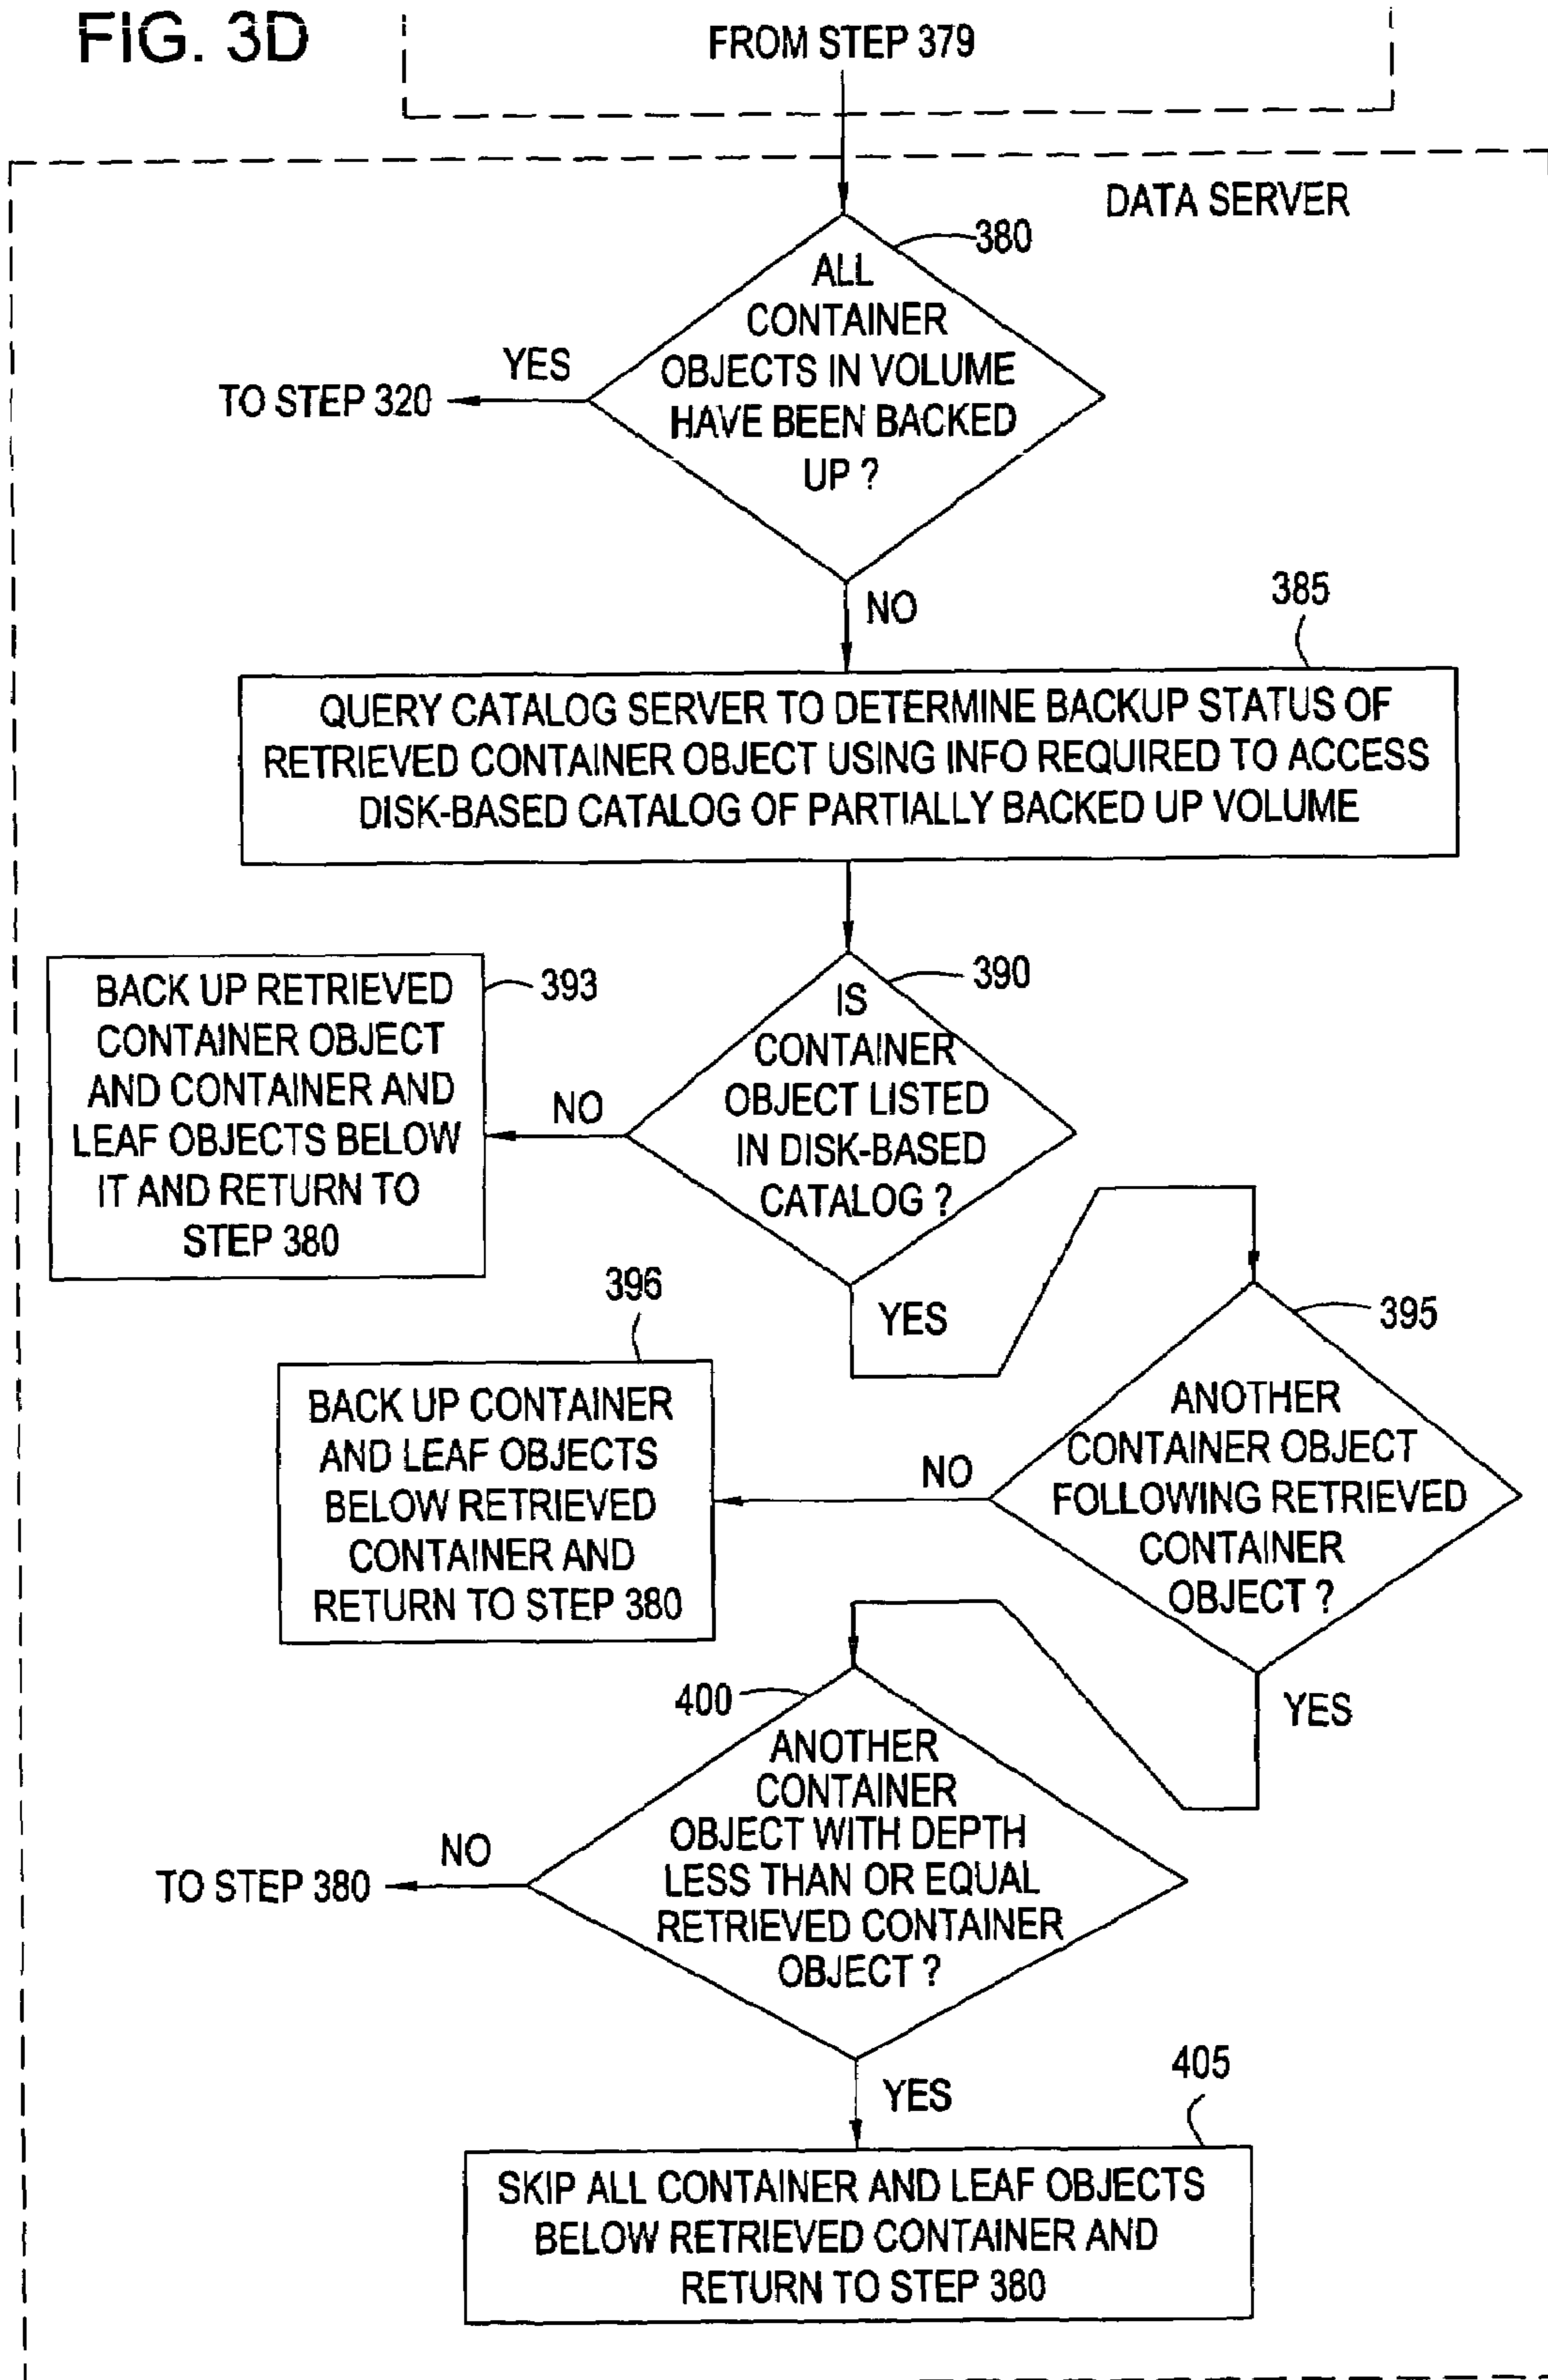 FIG. 3D
FROM STEP 379
DATA SERVER
380
ALL
CONTAINER
OBJECTS IN VOLUME
HAVE BEEN BACKED
UP ?
YES
TO STEP 320
NO
385
QUERY CATALOG SERVER TO DETERMINE BACKUP STATUS OF
RETRIEVED CONTAINER OBJECT USING INFO REQUIRED TO ACCESS
DISK-BASED CATALOG OF PARTIALLY BACKED UP VOLUME
390
IS
CONTAINER
OBJECT LISTED
IN DISK-BASED
CATALOG ?
NO
393
BACK UP RETRIEVED
CONTAINER OBJECT
AND CONTAINER AND
LEAF OBJECTS BELOW
IT AND RETURN TO
STEP 380
YES
395
ANOTHER
CONTAINER OBJECT
FOLLOWING RETRIEVED
CONTAINER
OBJECT ?
NO
396
BACK UP CONTAINER
AND LEAF OBJECTS
BELOW RETRIEVED
CONTAINER AND
RETURN TO STEP 380
YES
400
ANOTHER
CONTAINER
OBJECT WITH DEPTH
LESS THAN OR EQUAL
RETRIEVED CONTAINER
OBJECT ?
NO
TO STEP 380
YES
405
SKIP ALL CONTAINER AND LEAF OBJECTS
BELOW RETRIEVED CONTAINER AND
RETURN TO STEP 380